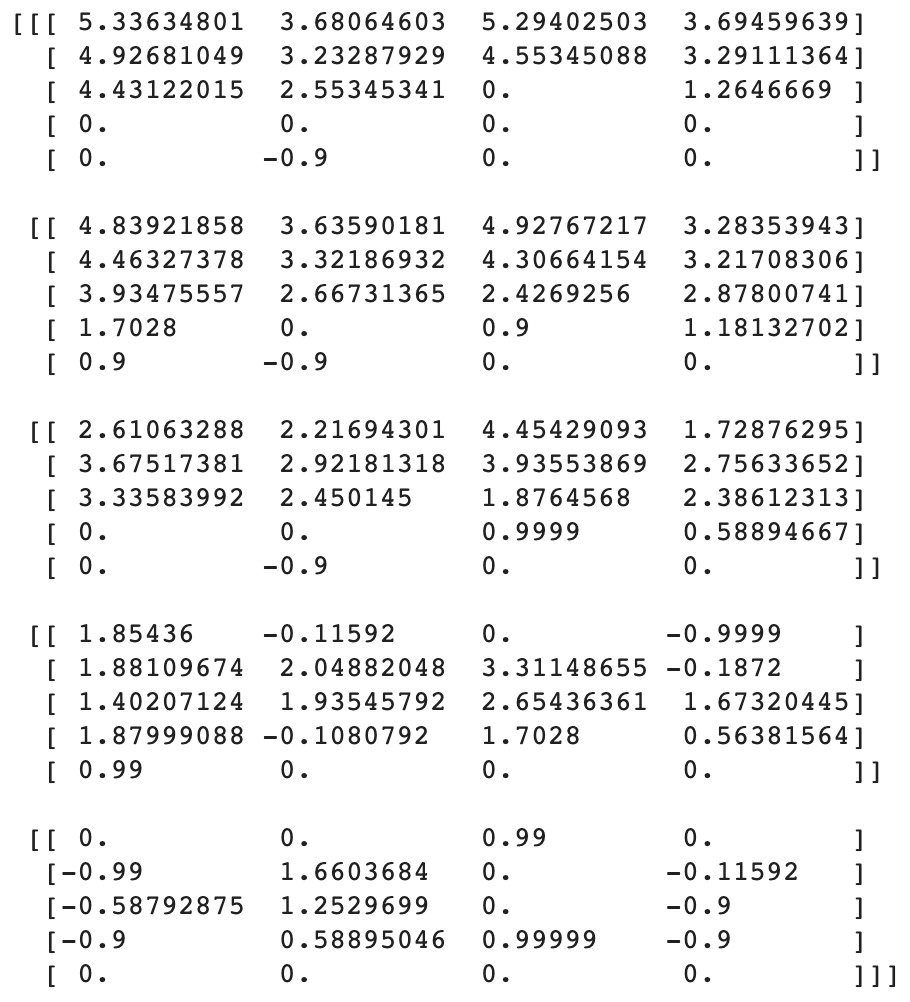 [[[ 5.33634801  3.68064603  5.29402503  3.69459639]
  [ 4.92681049  3.23287929  4.55345088  3.29111364]
  [ 4.43122015  2.55345341  0.          1.2646669 ]
  [ 0.          0.          0.          0.        ]
  [ 0.         -0.9         0.          0.        ]]
 [[ 4.83921858  3.63590181  4.92767217  3.28353943]
  [ 4.46327378  3.32186932  4.30664154  3.21708306]
  [ 3.93475557  2.66731365  2.4269256   2.87800741]
  [ 1.7028      0.          0.9         1.18132702]
  [ 0.9        -0.9         0.          0.        ]]
 [[ 2.61063288  2.21694301  4.45429093  1.72876295]
  [ 3.67517381  2.92181318  3.93553869  2.75633652]
  [ 3.33583992  2.450145    1.8764568   2.38612313]
  [ 0.          0.          0.9999      0.58894667]
  [ 0.         -0.9         0.          0.        ]]
 [[ 1.85436    -0.11592     0.         -0.9999    ]
  [ 1.88109674  2.04882048  3.31148655 -0.1872    ]
  [ 1.40207124  1.93545792  2.65436361  1.67320445]
  [ 1.87999088 -0.1080792   1.7028      0.56381564]
  [ 0.99        0.          0.          0.        ]]
 [[ 0.          0.          0.99        0.        ]
  [-0.99        1.6603684   0.         -0.11592   ]
  [-0.58792875  1.2529699   0.         -0.9       ]
  [-0.9         0.58895046  0.99999    -0.9       ]
  [ 0.          0.          0.          0.        ]]]